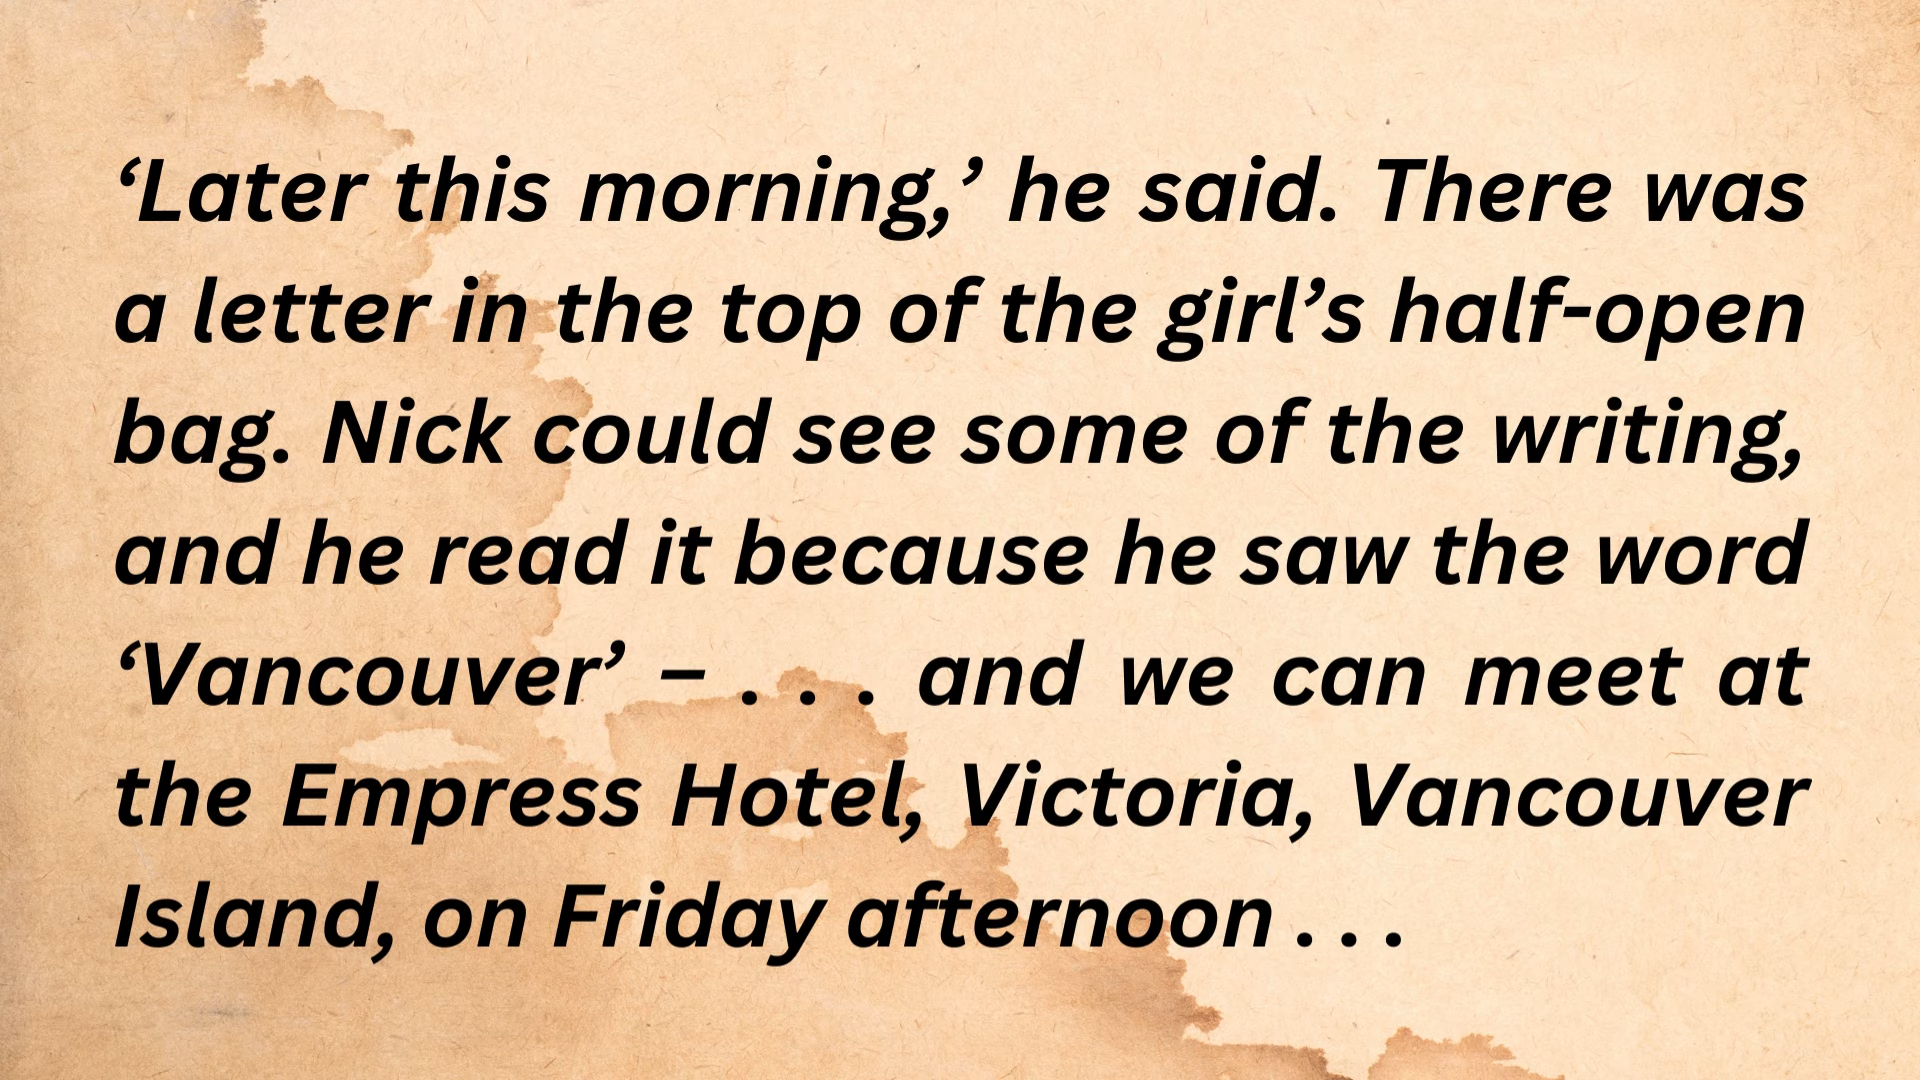 ‘Later this morning,’ he said. There was
a letter in the top of the girl’s half-open
bag. Nick could see some of the writing,
and he read it because he saw the word
‘Vancouver’ – . . . and we can meet at
the Empress Hotel, Victoria, Vancouver
Island, on Friday afternoon . . .